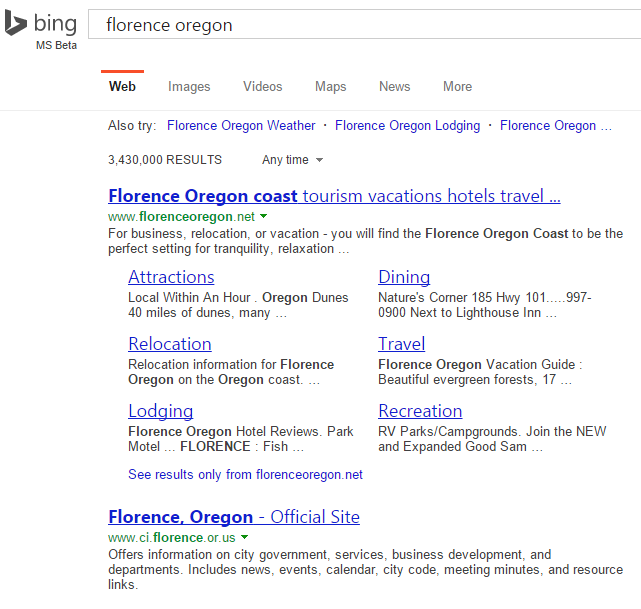 bing
MS Beta
florence oregon
Web Images Videos Maps News More
Also try: Florence Oregon Weather · Florence Oregon Lodging · Florence Oregon ...
3,430,000 RESULTS Any time
Florence Oregon coast tourism vacations hotels travel ...
www.florenceoregon.net
For business, relocation, or vacation - you will find the Florence Oregon Coast to be the
perfect setting for tranquility, relaxation ...
Attractions
Local Within An Hour . Oregon Dunes
40 miles of dunes, many ...
Dining
Nature's Corner 185 Hwy 101.....997-
0900 Next to Lighthouse Inn ...
Relocation
Relocation information for Florence
Oregon on the Oregon coast. ...
Travel
Florence Oregon Vacation Guide :
Beautiful evergreen forests, 17 ...
Lodging
Florence Oregon Hotel Reviews. Park
Motel ... FLORENCE : Fish ...
Recreation
RV Parks/Campgrounds. Join the NEW
and Expanded Good Sam ...
See results only from florenceoregon.net
Florence, Oregon - Official Site
www.ci.florence.or.us
Offers information on city government, services, business development, and
departments. Includes news, events, calendar, city code, meeting minutes, and resource
links.